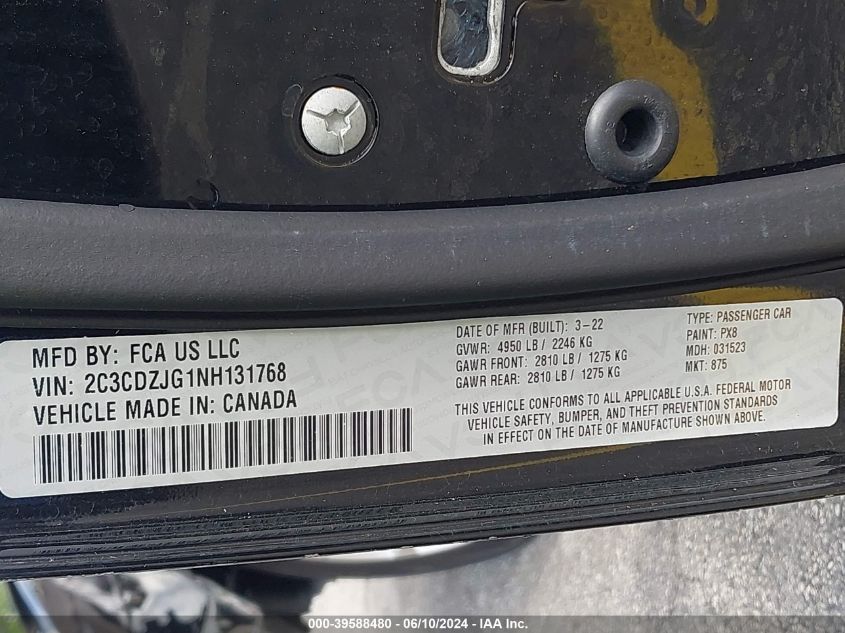 MFD BY: FCA US LLC
VIN: 2C3CDZJG1NH131768
VEHICLE MADE IN: CANADA
DATE OF MFR (BUILT): 3-22
GVWR: 4950 LB / 2246 KG
GAWR FRONT: 2810 LB / 1275 KG
GAWR REAR: 2810 LB / 1275 KG
TYPE: PASSENGER CAR
PAINT: PX8
MDH: 031523
MKT: 875
THIS VEHICLE CONFORMS TO ALL APPLICABLE U.S.A. FEDERAL MOTOR
VEHICLE SAFETY, BUMPER, AND THEFT PREVENTION STANDARDS
IN EFFECT ON THE DATE OF MANUFACTURE SHOWN ABOVE.
000-39588480 - 06/10/2024 - IAA Inc.